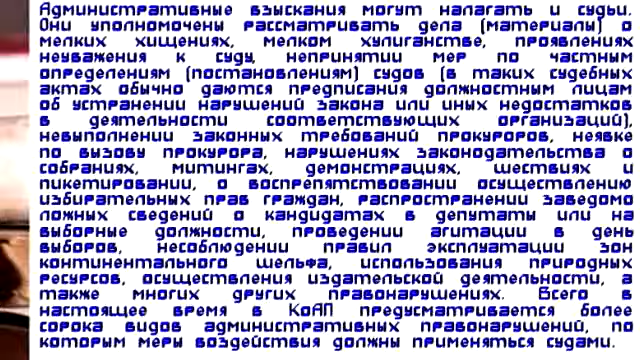 Административные взыскания могут налагать и судьи.
Они уполномочены рассматривать дела (материалы) о
мелких хищениях, мелком хулиганстве, проявлениях
неуважения к суду, непринятии мер по частным
определениям (постановлениям) судов (в таких судебных
актах обычно даются предписания должностным лицам
об устранении нарушений закона или иных недостатков
в деятельности соответствующих организаций),
невыполнении законных требований прокуроров, неявке
по вызову прокурора, нарушениях законодательства о
собраниях, митингах, демонстрациях, шествиях и
пикетировании, о воспрепятствовании осуществлению
избирательных прав граждан, распространении заведомо
ложных сведений о кандидатах в депутаты или на
выборные должности, проведении агитации в день
выборов, несоблюдении правил эксплуатации зон
континентального шельфа, использования природных
ресурсов, осуществления издательской деятельности, а
также многих других правонарушениях. Всего в
настоящее время в КоАП предусматривается более
сорока видов административных правонарушений, по
которым меры воздействия должны применяться судами.